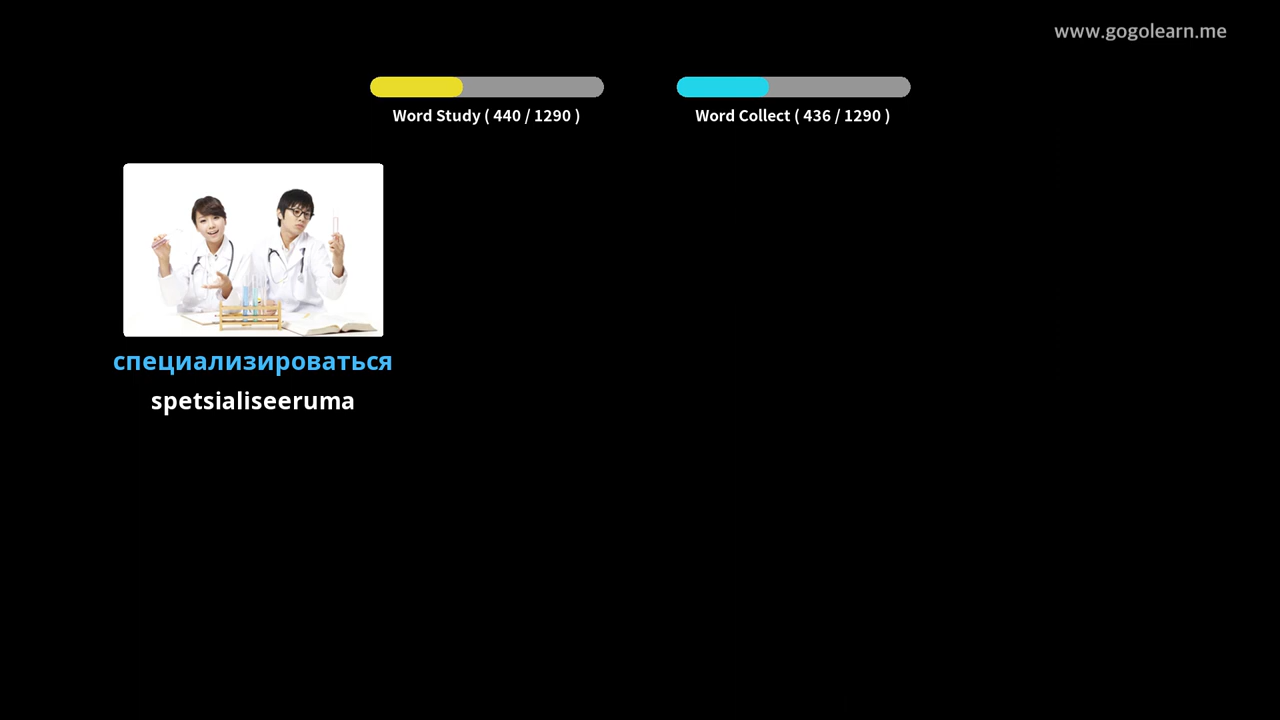 www.gogolearn.me
Word Study ( 440 / 1290 )
Word Collect ( 436 / 1290 )
специализироваться
spetsialiseeruma